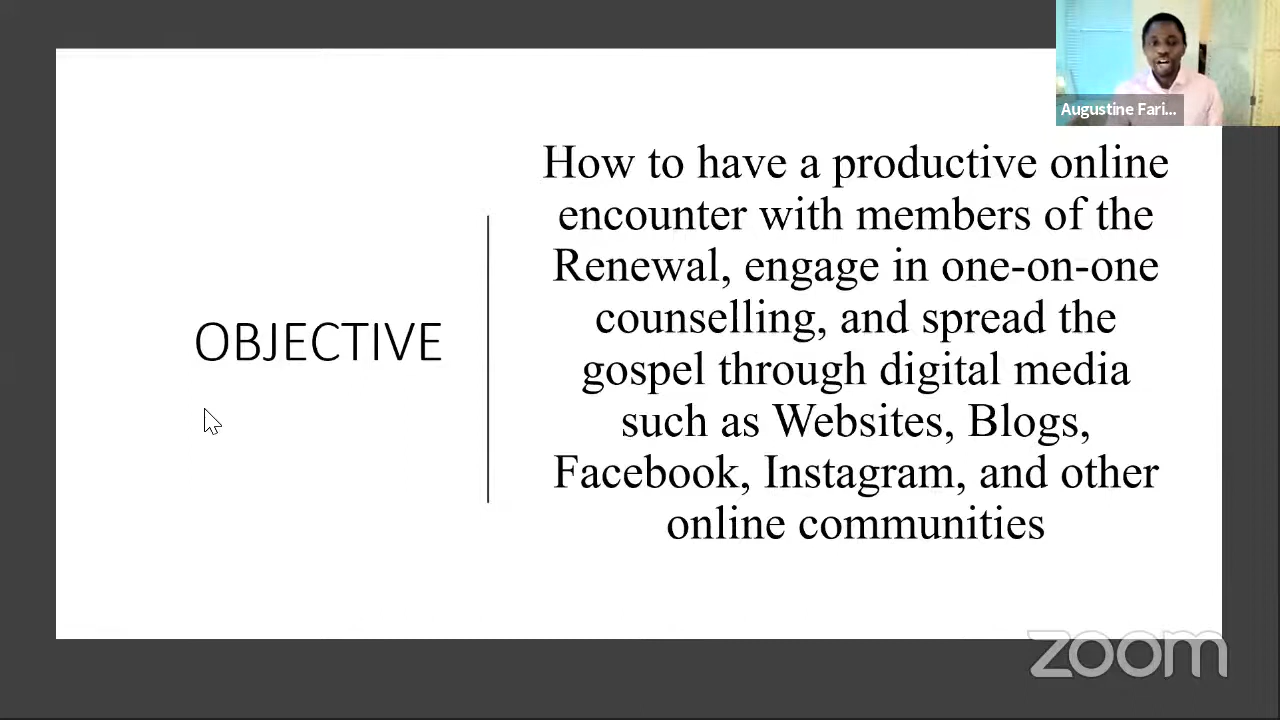 Augustine Fari...
OBJECTIVE
How to have a productive online
encounter with members of the
Renewal, engage in one-on-one
counselling, and spread the
gospel through digital media
such as Websites, Blogs,
Facebook, Instagram, and other
online communities
zoom